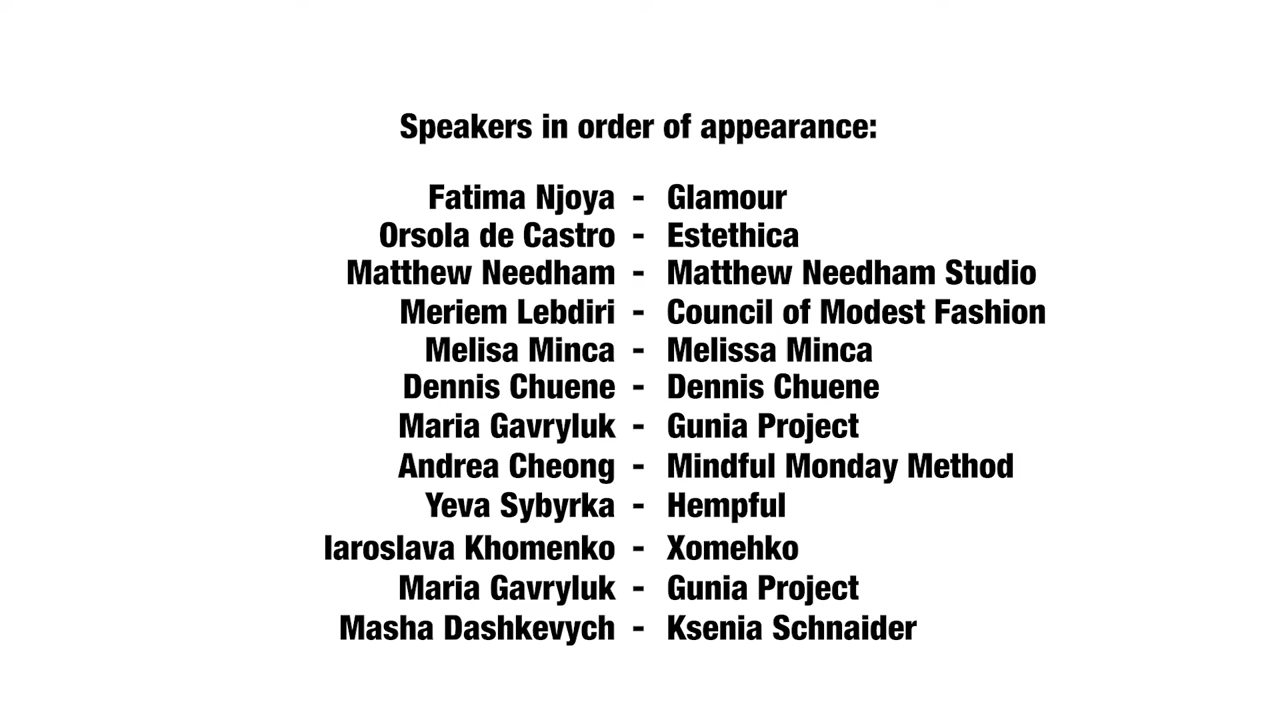 Speakers in order of appearance:
Fatima Njoya - Glamour
Orsola de Castro - Estethica
Matthew Needham - Matthew Needham Studio
Meriem Lebdiri - Council of Modest Fashion
Melisa Minca - Melissa Minca
Dennis Chuene - Dennis Chuene
Maria Gavryluk - Gunia Project
Andrea Cheong - Mindful Monday Method
Yeva Sybyrka - Hempful
Iaroslava Khomenko - Xomehko
Maria Gavryluk - Gunia Project
Masha Dashkevych - Ksenia Schnaider